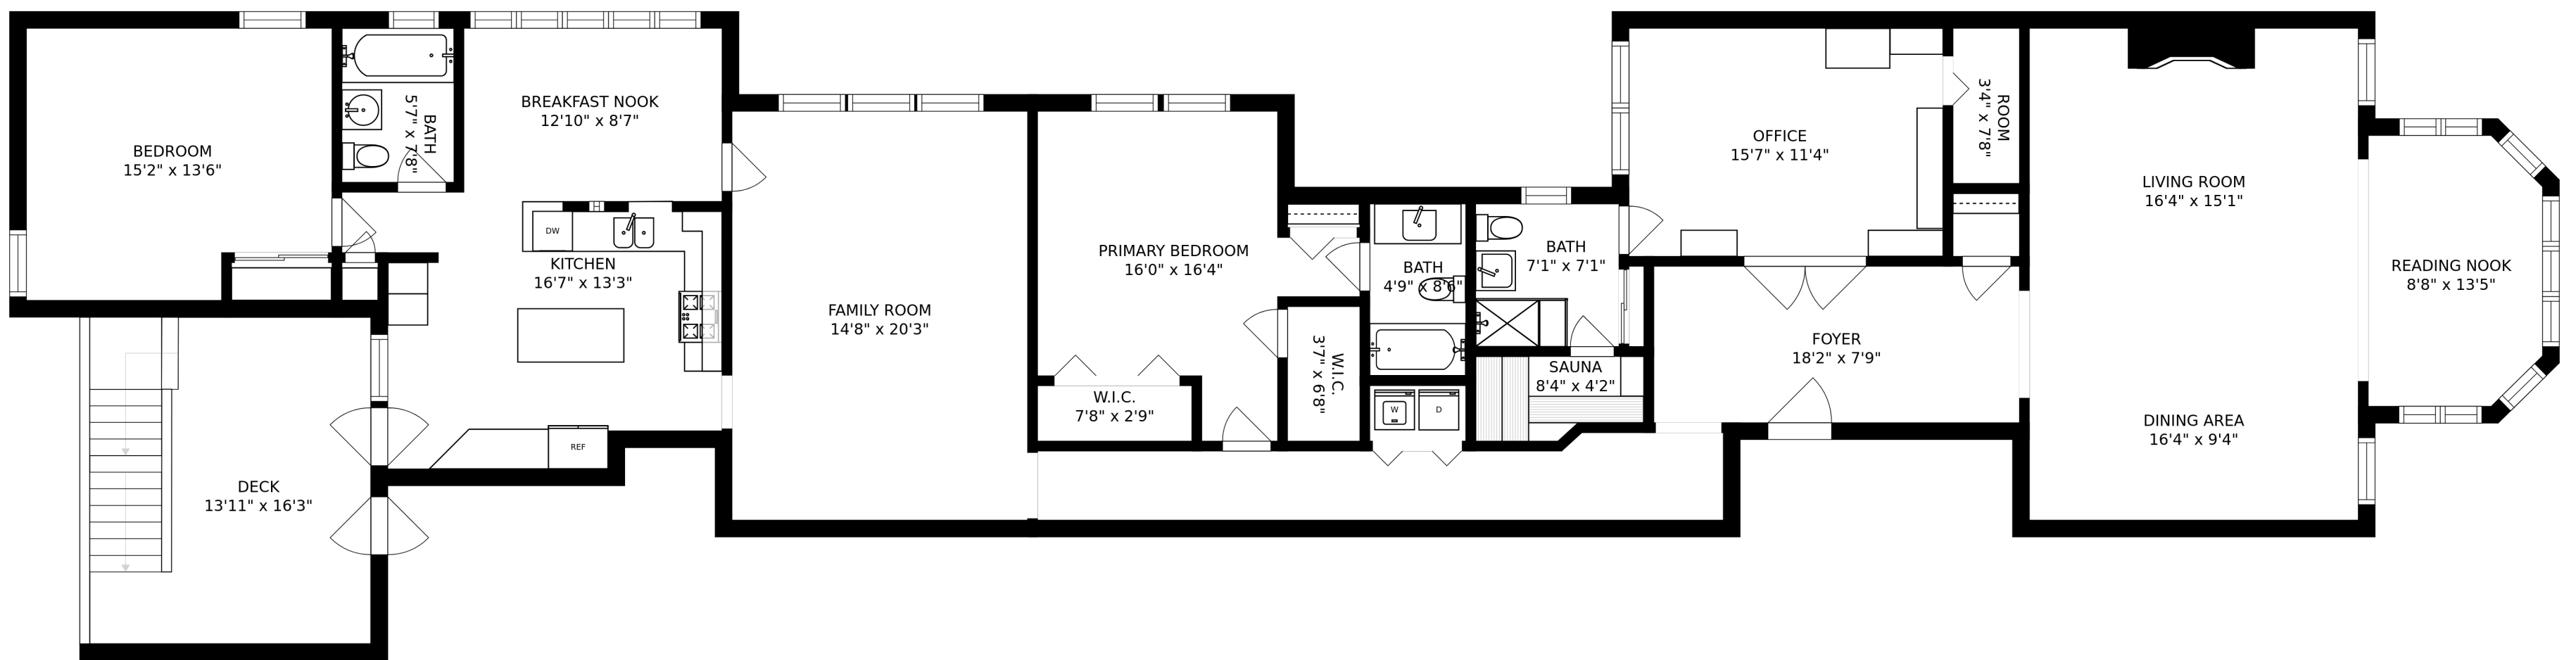 BEDROOM
15'2" x 13'6"
BATH
5'7" x 7'8"
BREAKFAST NOOK
12'10" x 8'7"
DW
KITCHEN
16'7" x 13'3"
REF
DECK
13'11" x 16'3"
FAMILY ROOM
14'8" x 20'3"
PRIMARY BEDROOM
16'0" x 16'4"
W.I.C.
7'8" x 2'9"
W.I.C.
3'7" x 6'8"
BATH
4'9" x 8'6"
W
D
BATH
7'1" x 7'1"
SAUNA
8'4" x 4'2"
OFFICE
15'7" x 11'4"
ROOM
3'4" x 7'8"
FOYER
18'2" x 7'9"
LIVING ROOM
16'4" x 15'1"
DINING AREA
16'4" x 9'4"
READING NOOK
8'8" x 13'5"